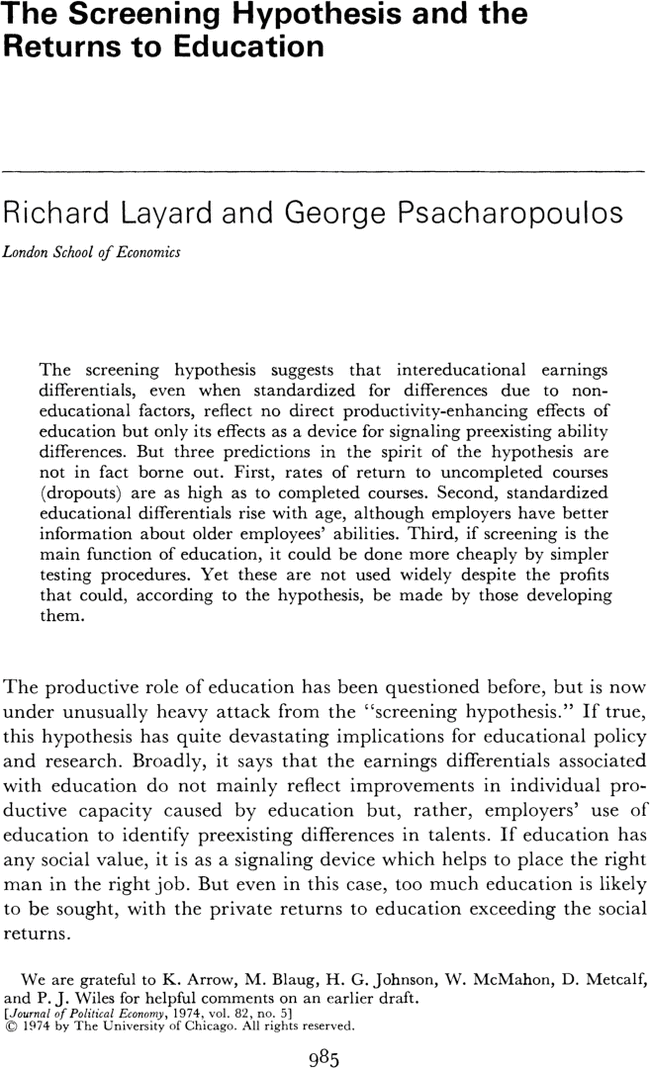 The Screening Hypothesis and the
Returns to Education
Richard Layard and George Psacharopoulos
London School of Economics
The screening hypothesis suggests that intereducational earnings
differentials, even when standardized for differences due to non-
educational factors, reflect no direct productivity-enhancing effects of
education but only its effects as a device for signaling preexisting ability
differences. But three predictions in the spirit of the hypothesis are
not in fact borne out. First, rates of return to uncompleted courses
(dropouts) are as high as to completed courses. Second, standardized
educational differentials rise with age, although employers have better
information about older employees' abilities. Third, if screening is the
main function of education, it could be done more cheaply by simpler
testing procedures. Yet these are not used widely despite the profits
that could, according to the hypothesis, be made by those developing
them.
The productive role of education has been questioned before, but is now
under unusually heavy attack from the "screening hypothesis." If true,
this hypothesis has quite devastating implications for educational policy
and research. Broadly, it says that the earnings differentials associated
with education do not mainly reflect improvements in individual pro-
ductive capacity caused by education but, rather, employers' use of
education to identify preexisting differences in talents. If education has
any social value, it is as a signaling device which helps to place the right
man in the right job. But even in this case, too much education is likely
to be sought, with the private returns to education exceeding the social
returns.
We are grateful to K. Arrow, M. Blaug, H. G. Johnson, W. McMahon, D. Metcalf,
and P. J. Wiles for helpful comments on an earlier draft.
[Journal of Political Economy, 1974, vol. 82, no. 5]
© 1974 by The University of Chicago. All rights reserved.
985